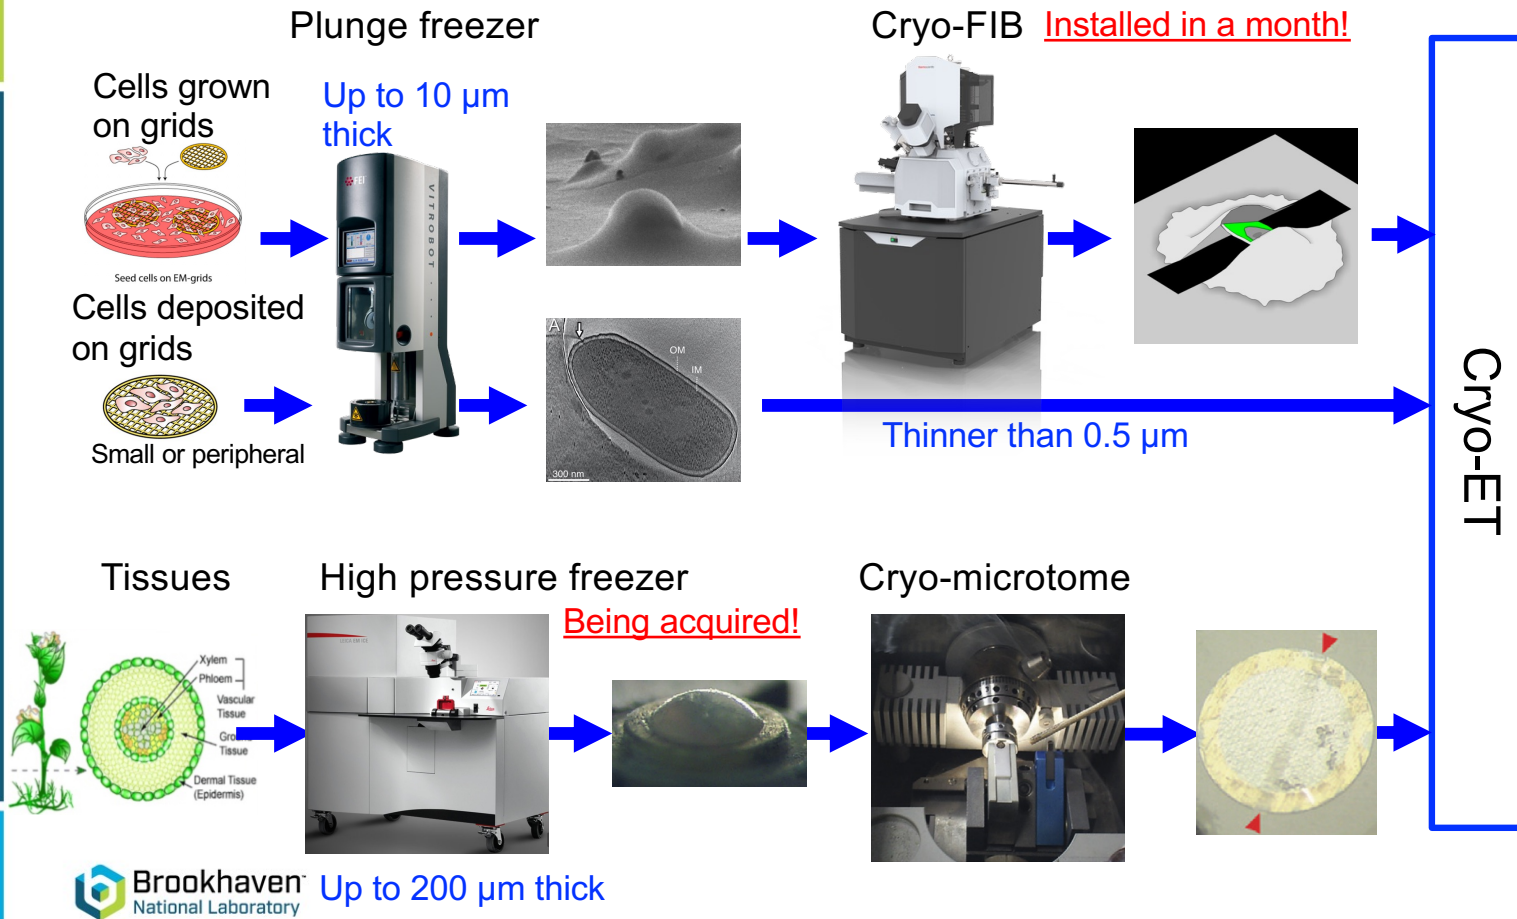 Plunge freezer
Cryo-FIB
Installed in a month!
Cells grown
on grids
Up to 10 µm
thick
FEI
VITROBOT
Seed cells on EM-grids
Cells deposited
on grids
A
OM
IM
300 nm
Small or peripheral
Thinner than 0.5 µm
Cryo-ET
Tissues
High pressure freezer
Being acquired!
Cryo-microtome
Xylem
Phloem
Vascular
Tissue
Tissue
Dermal Tissue
(Epidermis)
Up to 200 µm thick
Brookhaven
National Laboratory